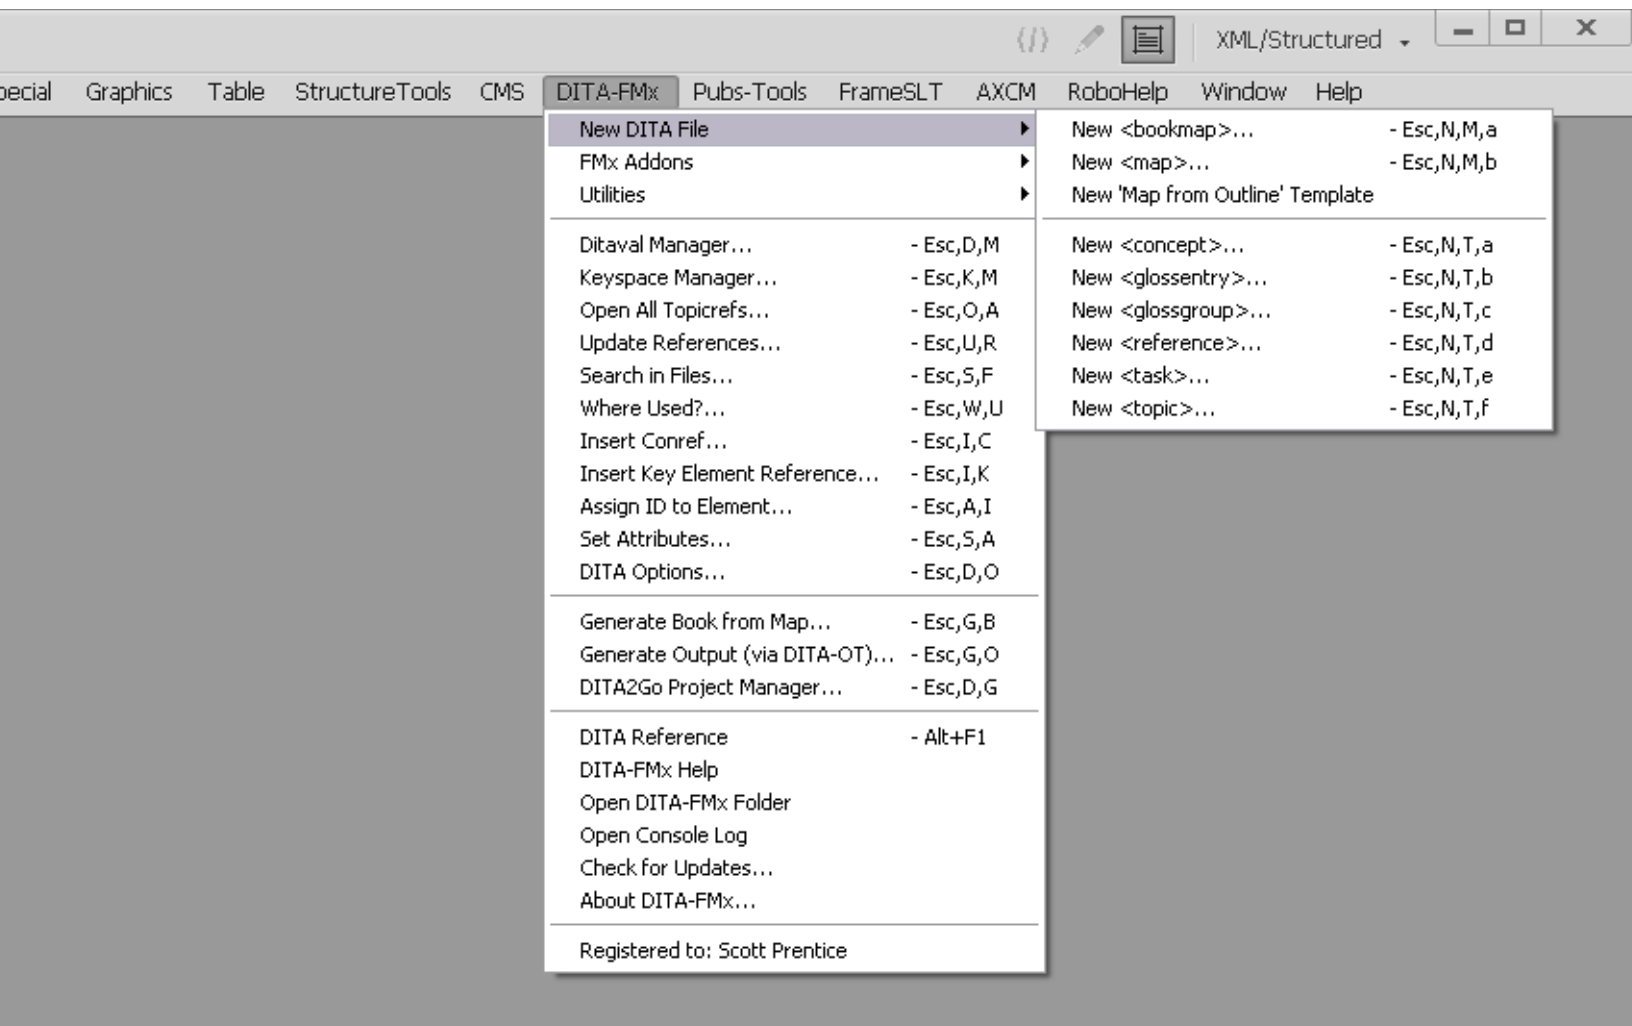 XML/Structured
pecial Graphics Table StructureTools CMS DITA-FMx Pubs-Tools FrameSLT AXCM RoboHelp Window Help
New DITA File
FMx Addons
Utilities
Ditaval Manager... - Esc,D,M
Keyspace Manager... - Esc,K,M
Open All Topicrefs... - Esc,O,A
Update References... - Esc,U,R
Search in Files... - Esc,S,F
Where Used?... - Esc,W,U
Insert Conref... - Esc,I,C
Insert Key Element Reference... - Esc,I,K
Assign ID to Element... - Esc,A,I
Set Attributes... - Esc,S,A
DITA Options... - Esc,D,O
Generate Book from Map... - Esc,G,B
Generate Output (via DITA-OT)... - Esc,G,O
DITA2Go Project Manager... - Esc,D,G
DITA Reference - Alt+F1
DITA-FMx Help
Open DITA-FMx Folder
Open Console Log
Check for Updates...
About DITA-FMx...
Registered to: Scott Prentice
New <bookmap>... - Esc,N,M,a
New <map>... - Esc,N,M,b
New 'Map from Outline' Template
New <concept>... - Esc,N,T,a
New <glossentry>... - Esc,N,T,b
New <glossgroup>... - Esc,N,T,c
New <reference>... - Esc,N,T,d
New <task>... - Esc,N,T,e
New <topic>... - Esc,N,T,f